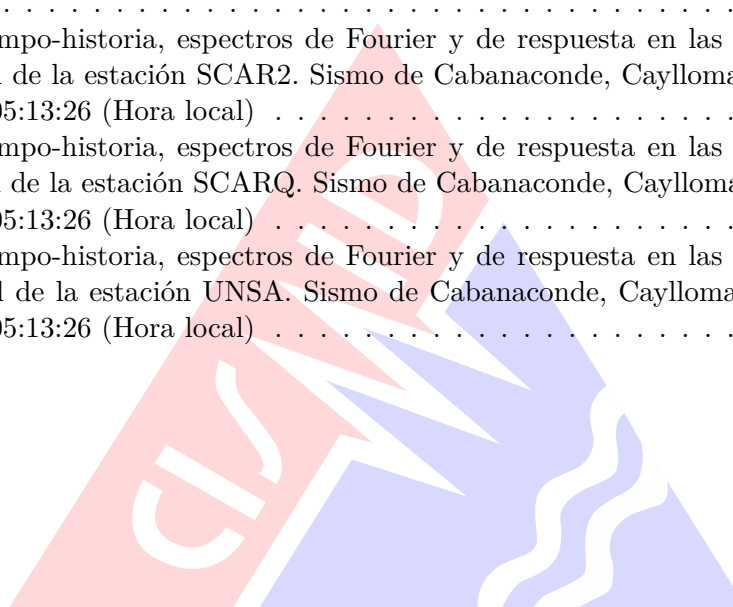 . . . . . . . . . . . . . . . . . . . . . . . . . . . . . . .
mpo-historia, espectros de Fourier y de respuesta en las
de la estación SCAR2. Sismo de Cabanaconde, Caylloma
05:13:26 (Hora local) . . . . . . . . . . . . . . . . . . . .
mpo-historia, espectros de Fourier y de respuesta en las
de la estación SCARQ. Sismo de Cabanaconde, Caylloma
05:13:26 (Hora local) . . . . . . . . . . . . . . . . . . . .
mpo-historia, espectros de Fourier y de respuesta en las
l de la estación UNSA. Sismo de Cabanaconde, Caylloma
05:13:26 (Hora local) . . . . . . . . . . . . . . . . . . . .
CISMID